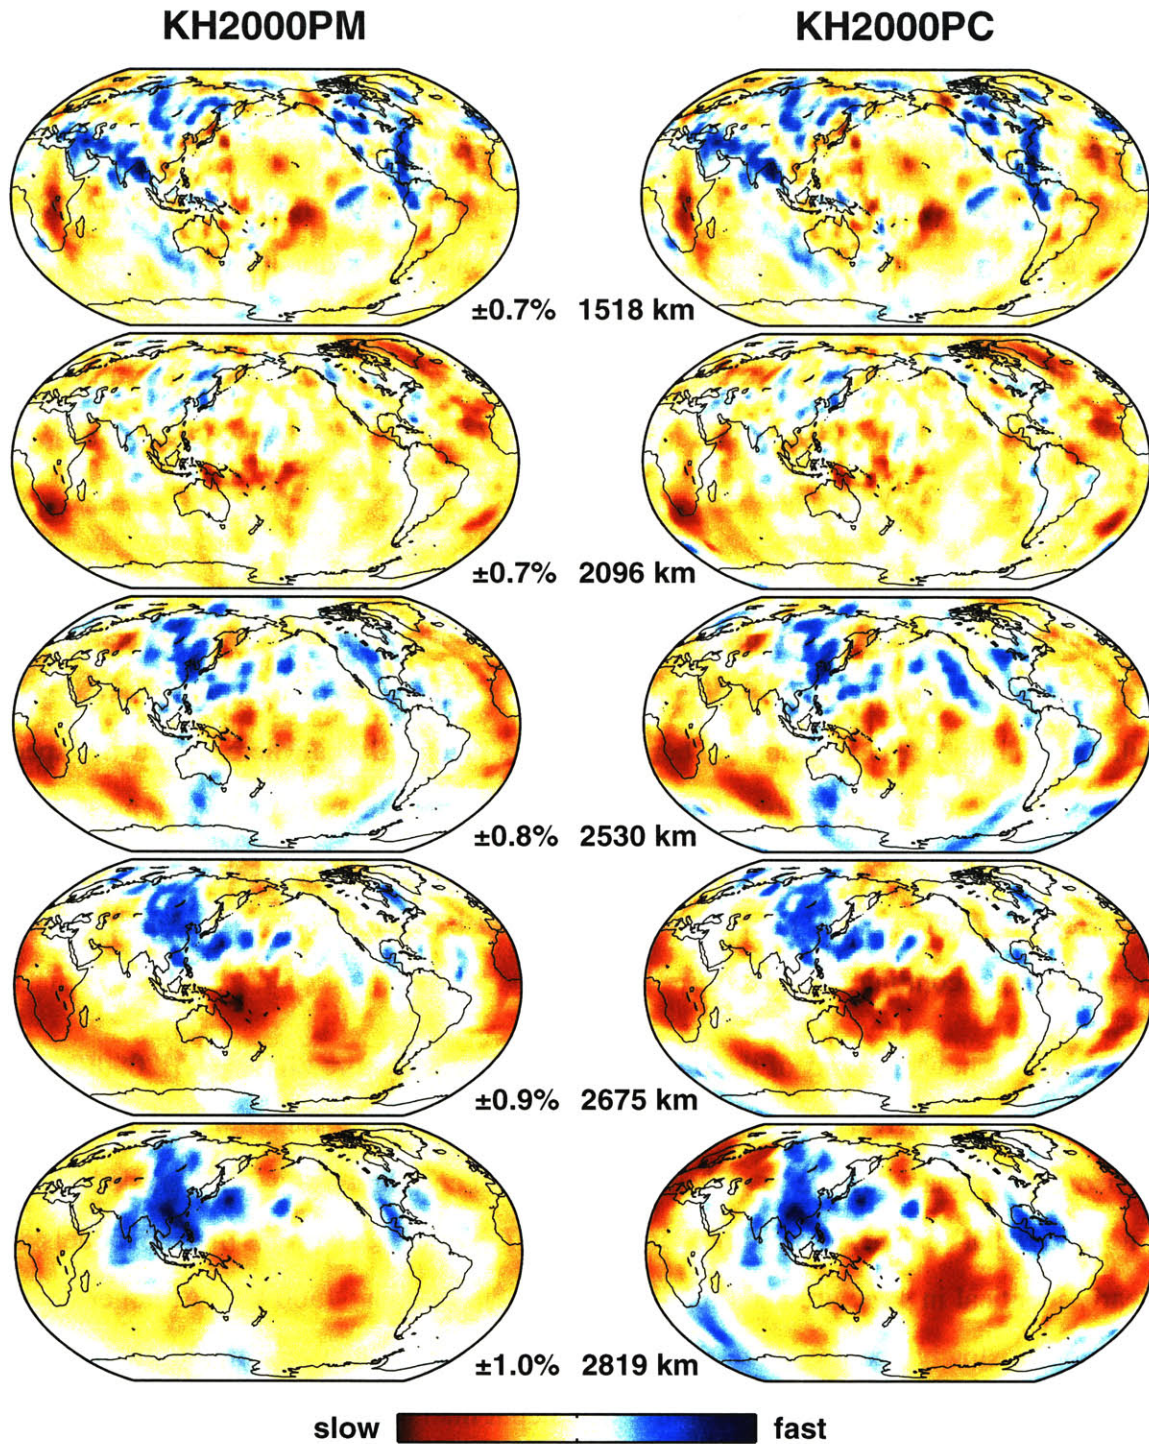 KH2000PM KH2000PC
±0.7% 1518 km
±0.7% 2096 km
±0.8% 2530 km
±0.9% 2675 km
±1.0% 2819 km
slow fast